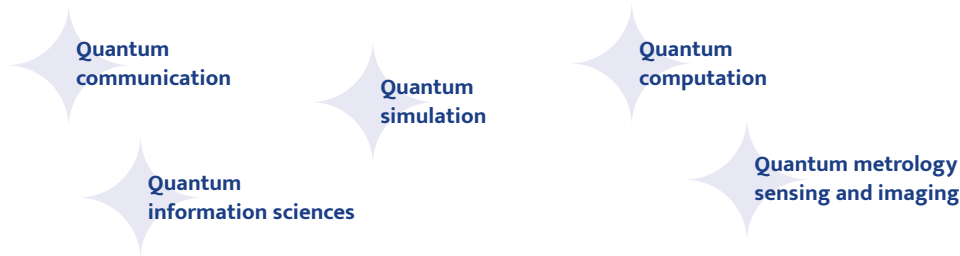 Quantum
communication
Quantum
simulation
Quantum
computation
Quantum
information sciences
Quantum metrology
sensing and imaging